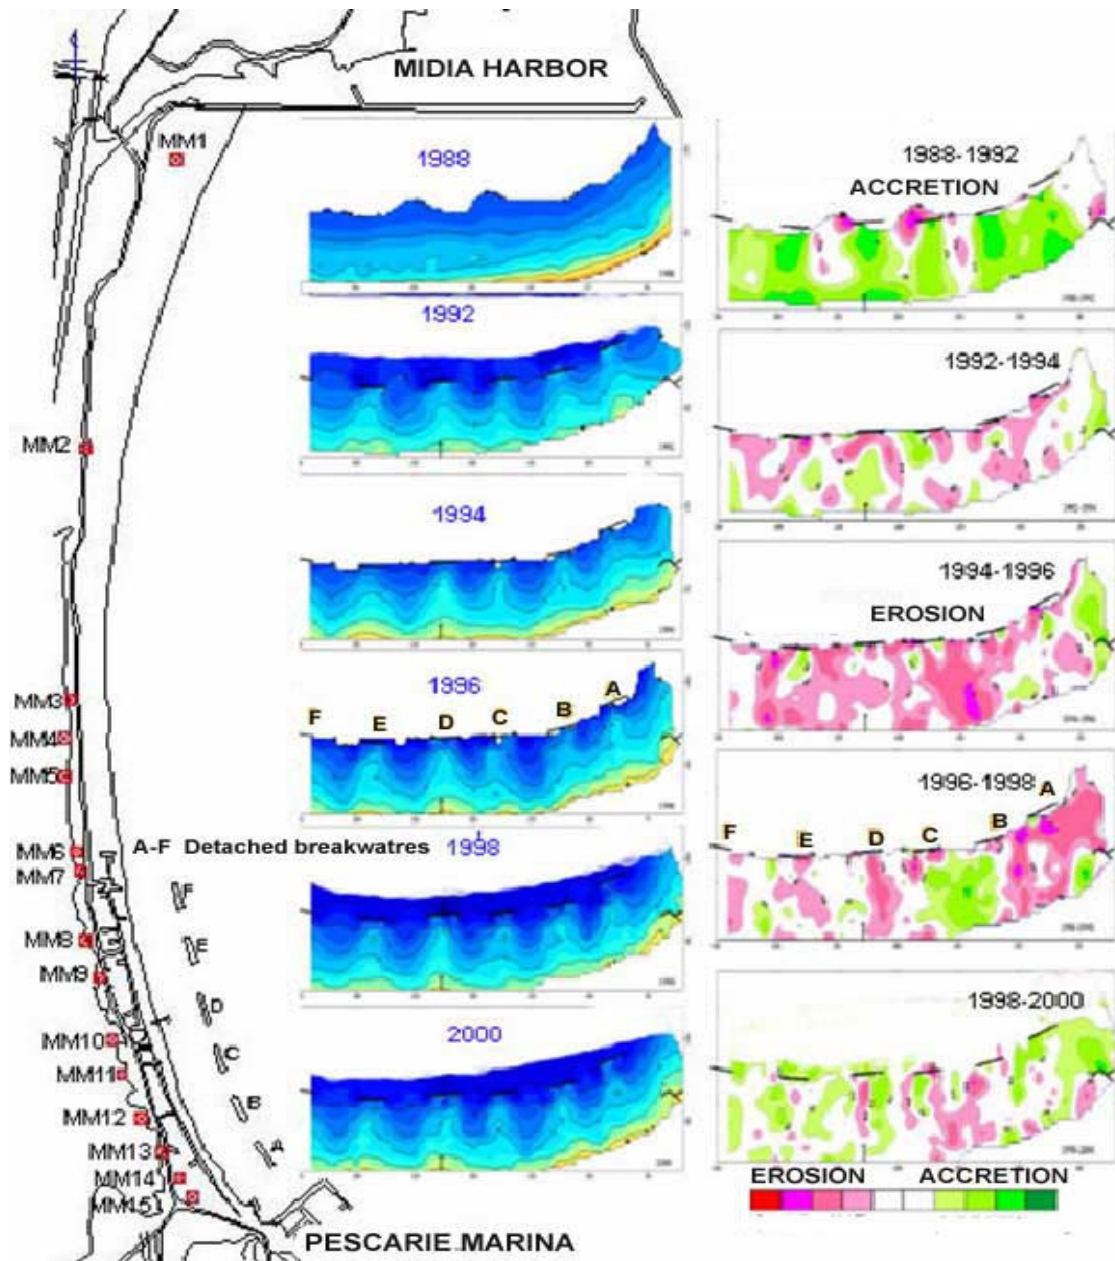 MIDIA HARBOR
MM1
MM2
MM3
MM4
MM5
MM6
MM7
MM8
MM9
MM10
MM11
MM12
MM13
MM14
MM15
A-F Detached breakwatres
F
E
D
C
B
A
PESCARIE MARINA
1988
1992
1994
1996
F E D C B A
1998
2000
1988-1992
ACCRETION
1992-1994
1994-1996
EROSION
1996-1998
F E D C B A
1998-2000
EROSION ACCRETION